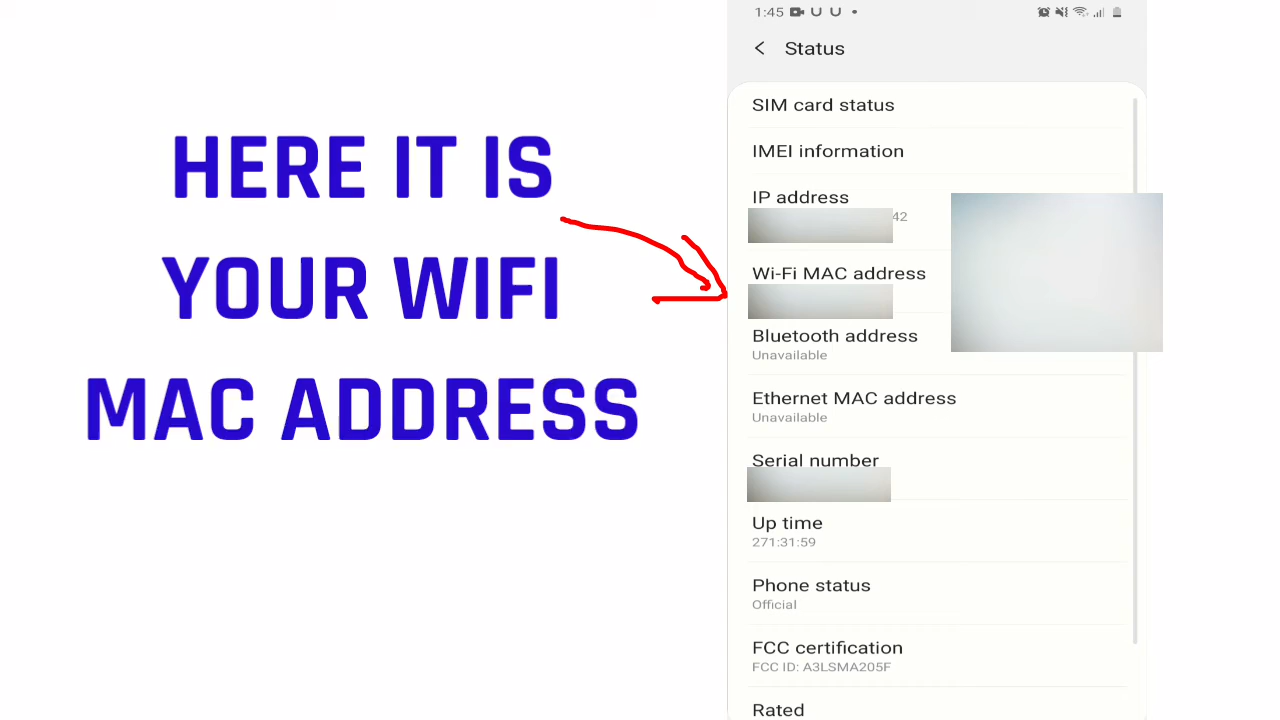 1:45
Status
SIM card status
IMEI information
HERE IT IS
YOUR WIFI
MAC ADDRESS
IP address
42
Wi-Fi MAC address
Bluetooth address
Unavailable
Ethernet MAC address
Unavailable
Serial number
Up time
271:31:59
Phone status
Official
FCC certification
FCC ID: A3LSMA205F
Rated